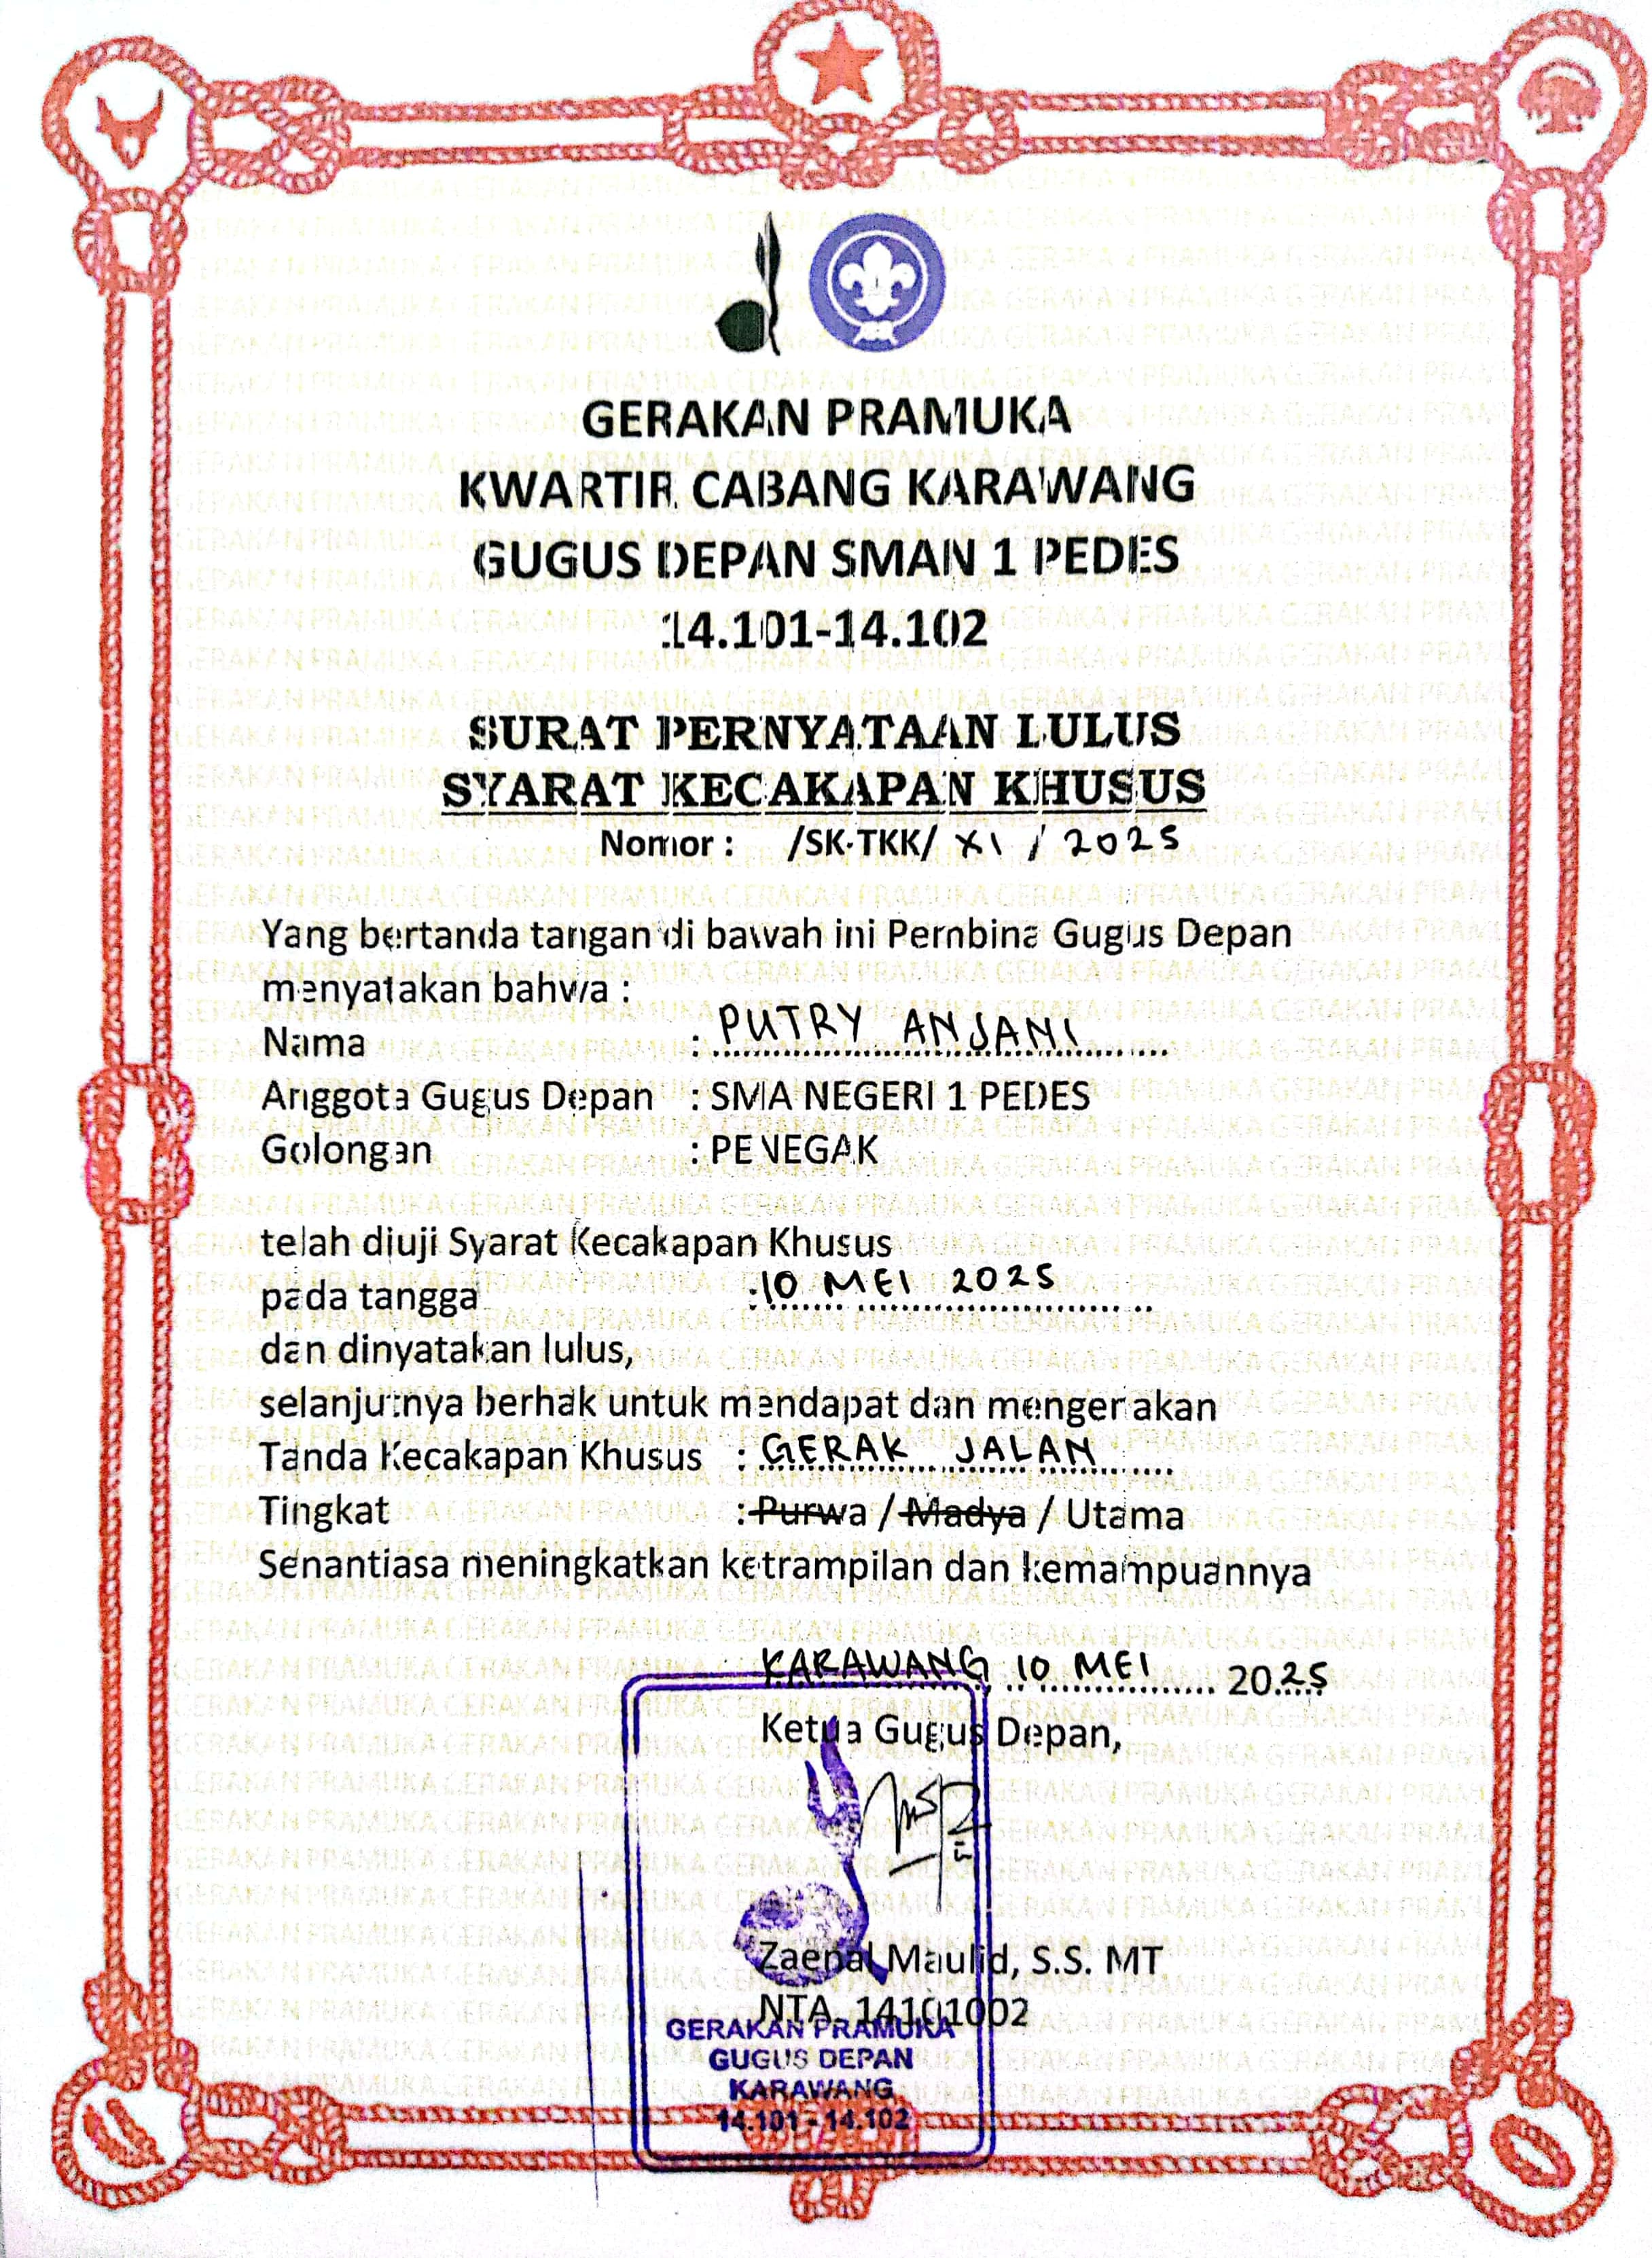 GERAKAN PRAMUKA
KWARTIR CABANG KARAWANG
GUGUS DEPAN SMAN 1 PEDES
14.101-14.102
SURAT PERNYATAAN LULUS
SYARAT KECAKAPAN KHUSUS
Nomor : /SK-TKK/ XI / 2025
Yang bertanda tangan di bawah ini Pembina Gugus Depan
menyatakan bahwa :
Nama : PUTRY ANJANI
Anggota Gugus Depan : SMA NEGERI 1 PEDES
Golongan : PENEGAK
telah diuji Syarat Kecakapan Khusus
pada tangga : 10 MEI 2025
dan dinyatakan lulus,
selanjutnya berhak untuk mendapat dan mengenakan
Tanda Kecakapan Khusus : GERAK JALAN
Tingkat : Purwa / Madya / Utama
Senantiasa meningkatkan ketrampilan dan kemampuannya
KARAWANG, 10 MEI 2025
Ketua Gugus Depan,
Zaenal Maulid, S.S. MT
NTA. 14101002
GERAKAN PRAMUKA
GUGUS DEPAN
KARAWANG
14.101 - 14.102